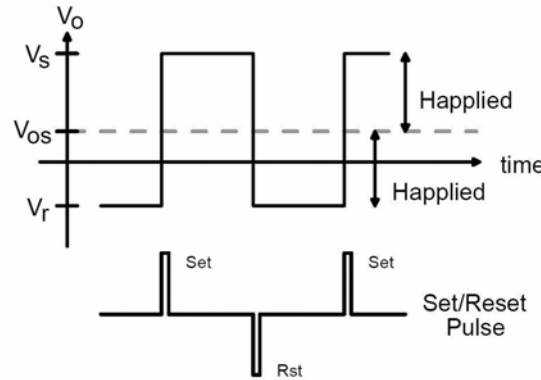 Vo
Vs
Happlied
Vos
time
Happlied
Vr
Set
Set
Set/Reset
Pulse
Rst